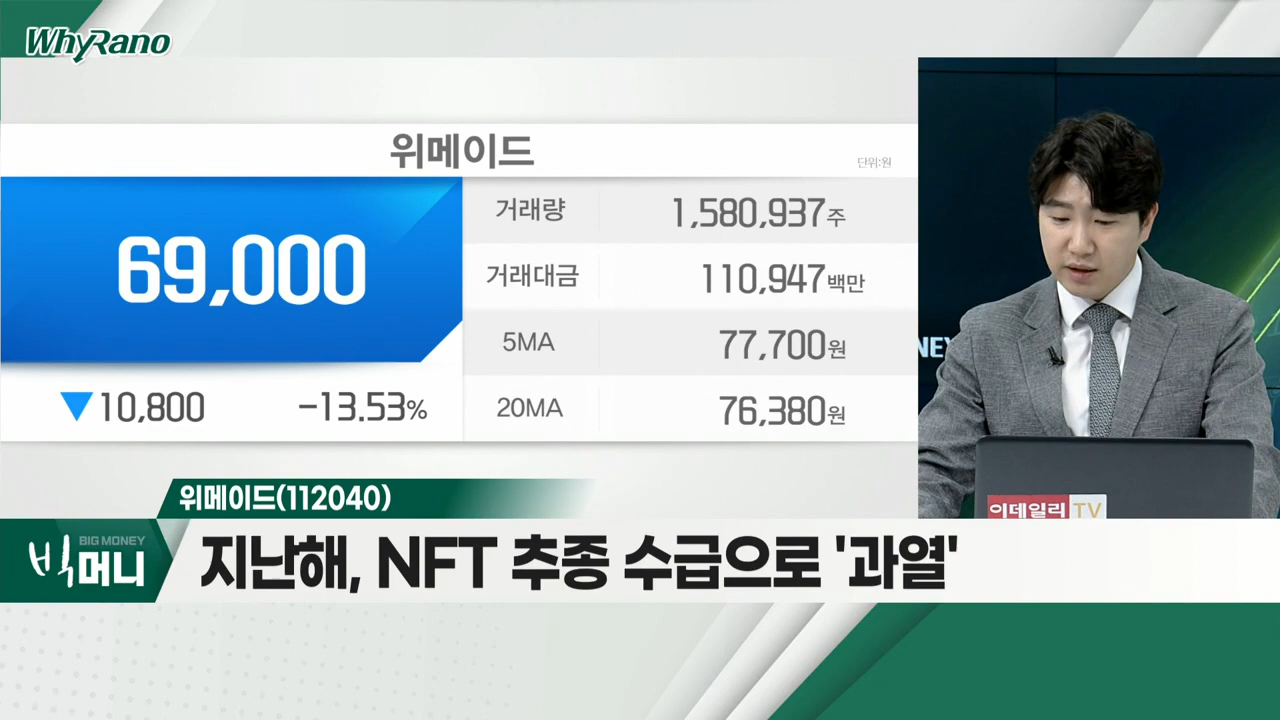 WhyRano
위메이드
단위:원
69,000
▼10,800 -13.53%
거래량 1,580,937주
거래대금 110,947백만
5MA 77,700원
20MA 76,380원
NEY
이데일리 TV
위메이드(112040)
BIG MONEY
빅머니
지난해, NFT 추종 수급으로 '과열'